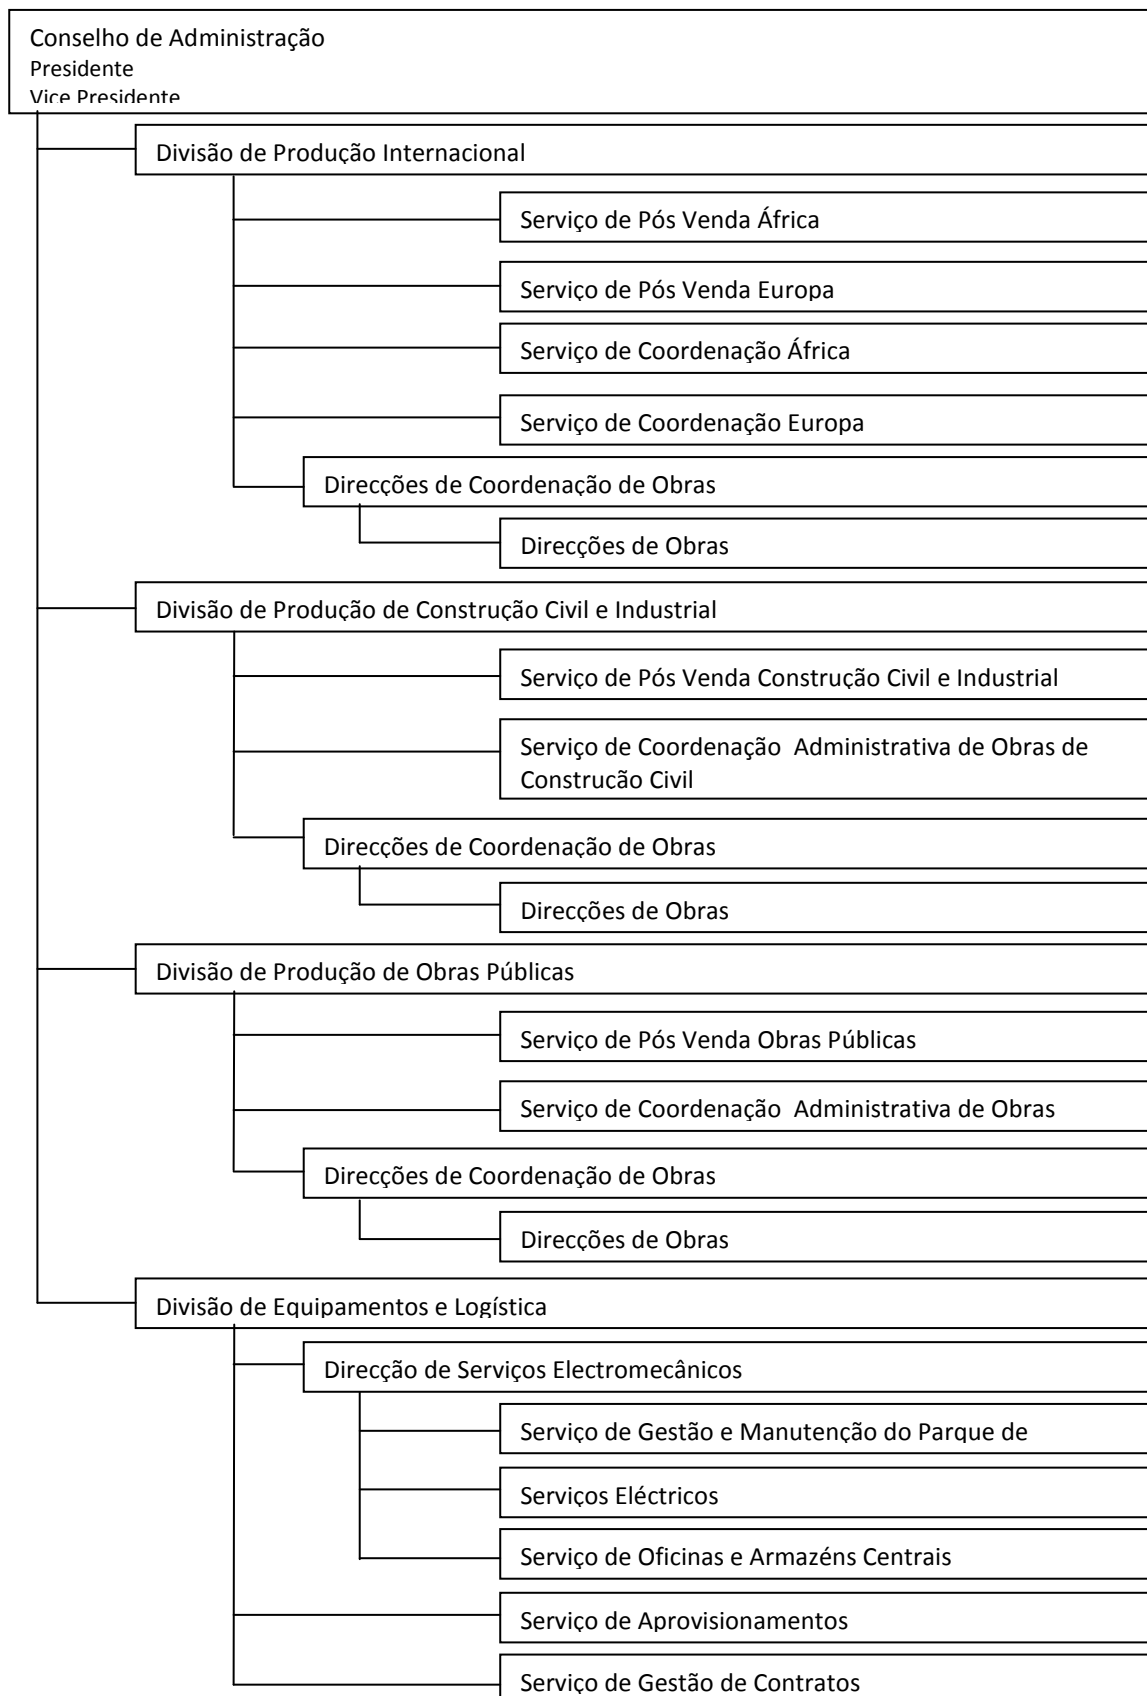 Conselho de Administração
Presidente
Vice Presidente
Divisão de Produção Internacional
Serviço de Pós Venda África
Serviço de Pós Venda Europa
Serviço de Coordenação África
Serviço de Coordenação Europa
Direcções de Coordenação de Obras
Direcções de Obras
Divisão de Produção de Construção Civil e Industrial
Serviço de Pós Venda Construção Civil e Industrial
Serviço de Coordenação  Administrativa de Obras de
Construção Civil
Direcções de Coordenação de Obras
Direcções de Obras
Divisão de Produção de Obras Públicas
Serviço de Pós Venda Obras Públicas
Serviço de Coordenação  Administrativa de Obras
Direcções de Coordenação de Obras
Direcções de Obras
Divisão de Equipamentos e Logística
Direcção de Serviços Electromecânicos
Serviço de Gestão e Manutenção do Parque de
Serviços Eléctricos
Serviço de Oficinas e Armazéns Centrais
Serviço de Aprovisionamentos
Serviço de Gestão de Contratos